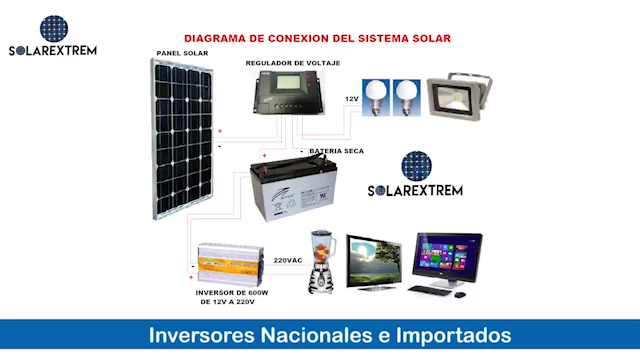 SOLAREXTREM
DIAGRAMA DE CONEXION DEL SISTEMA SOLAR
PANEL SOLAR
REGULADOR DE VOLTAJE
12V
+
-
- BATERIA SECA
+
SOLAREXTREM
-
+
220VAC
INVERSOR DE 600W
DE 12V A 220V
Inversores Nacionales e Importados